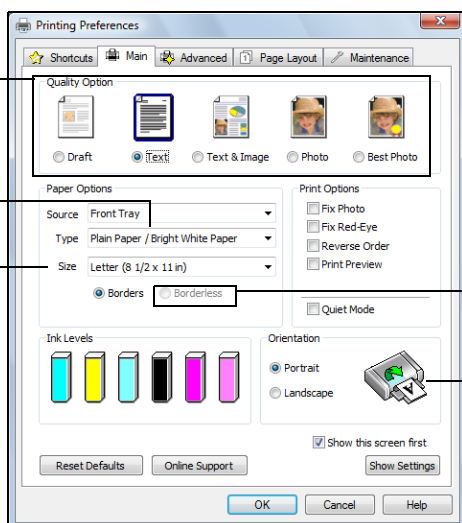 Printing Preferences
Shortcuts Main Advanced 1 Page Layout Maintenance
Quality Option
Draft Text Text & Image Photo Best Photo
Paper Options
Source Front Tray
Type Plain Paper / Bright White Paper
Size Letter (8 1/2 x 11 in)
Borders Borderless
Print Options
Fix Photo
Fix Red-Eye
Reverse Order
Print Preview
Quiet Mode
Ink Levels
Orientation
Portrait
Landscape
A
Show this screen first
Reset Defaults Online Support Show Settings
OK Cancel Help